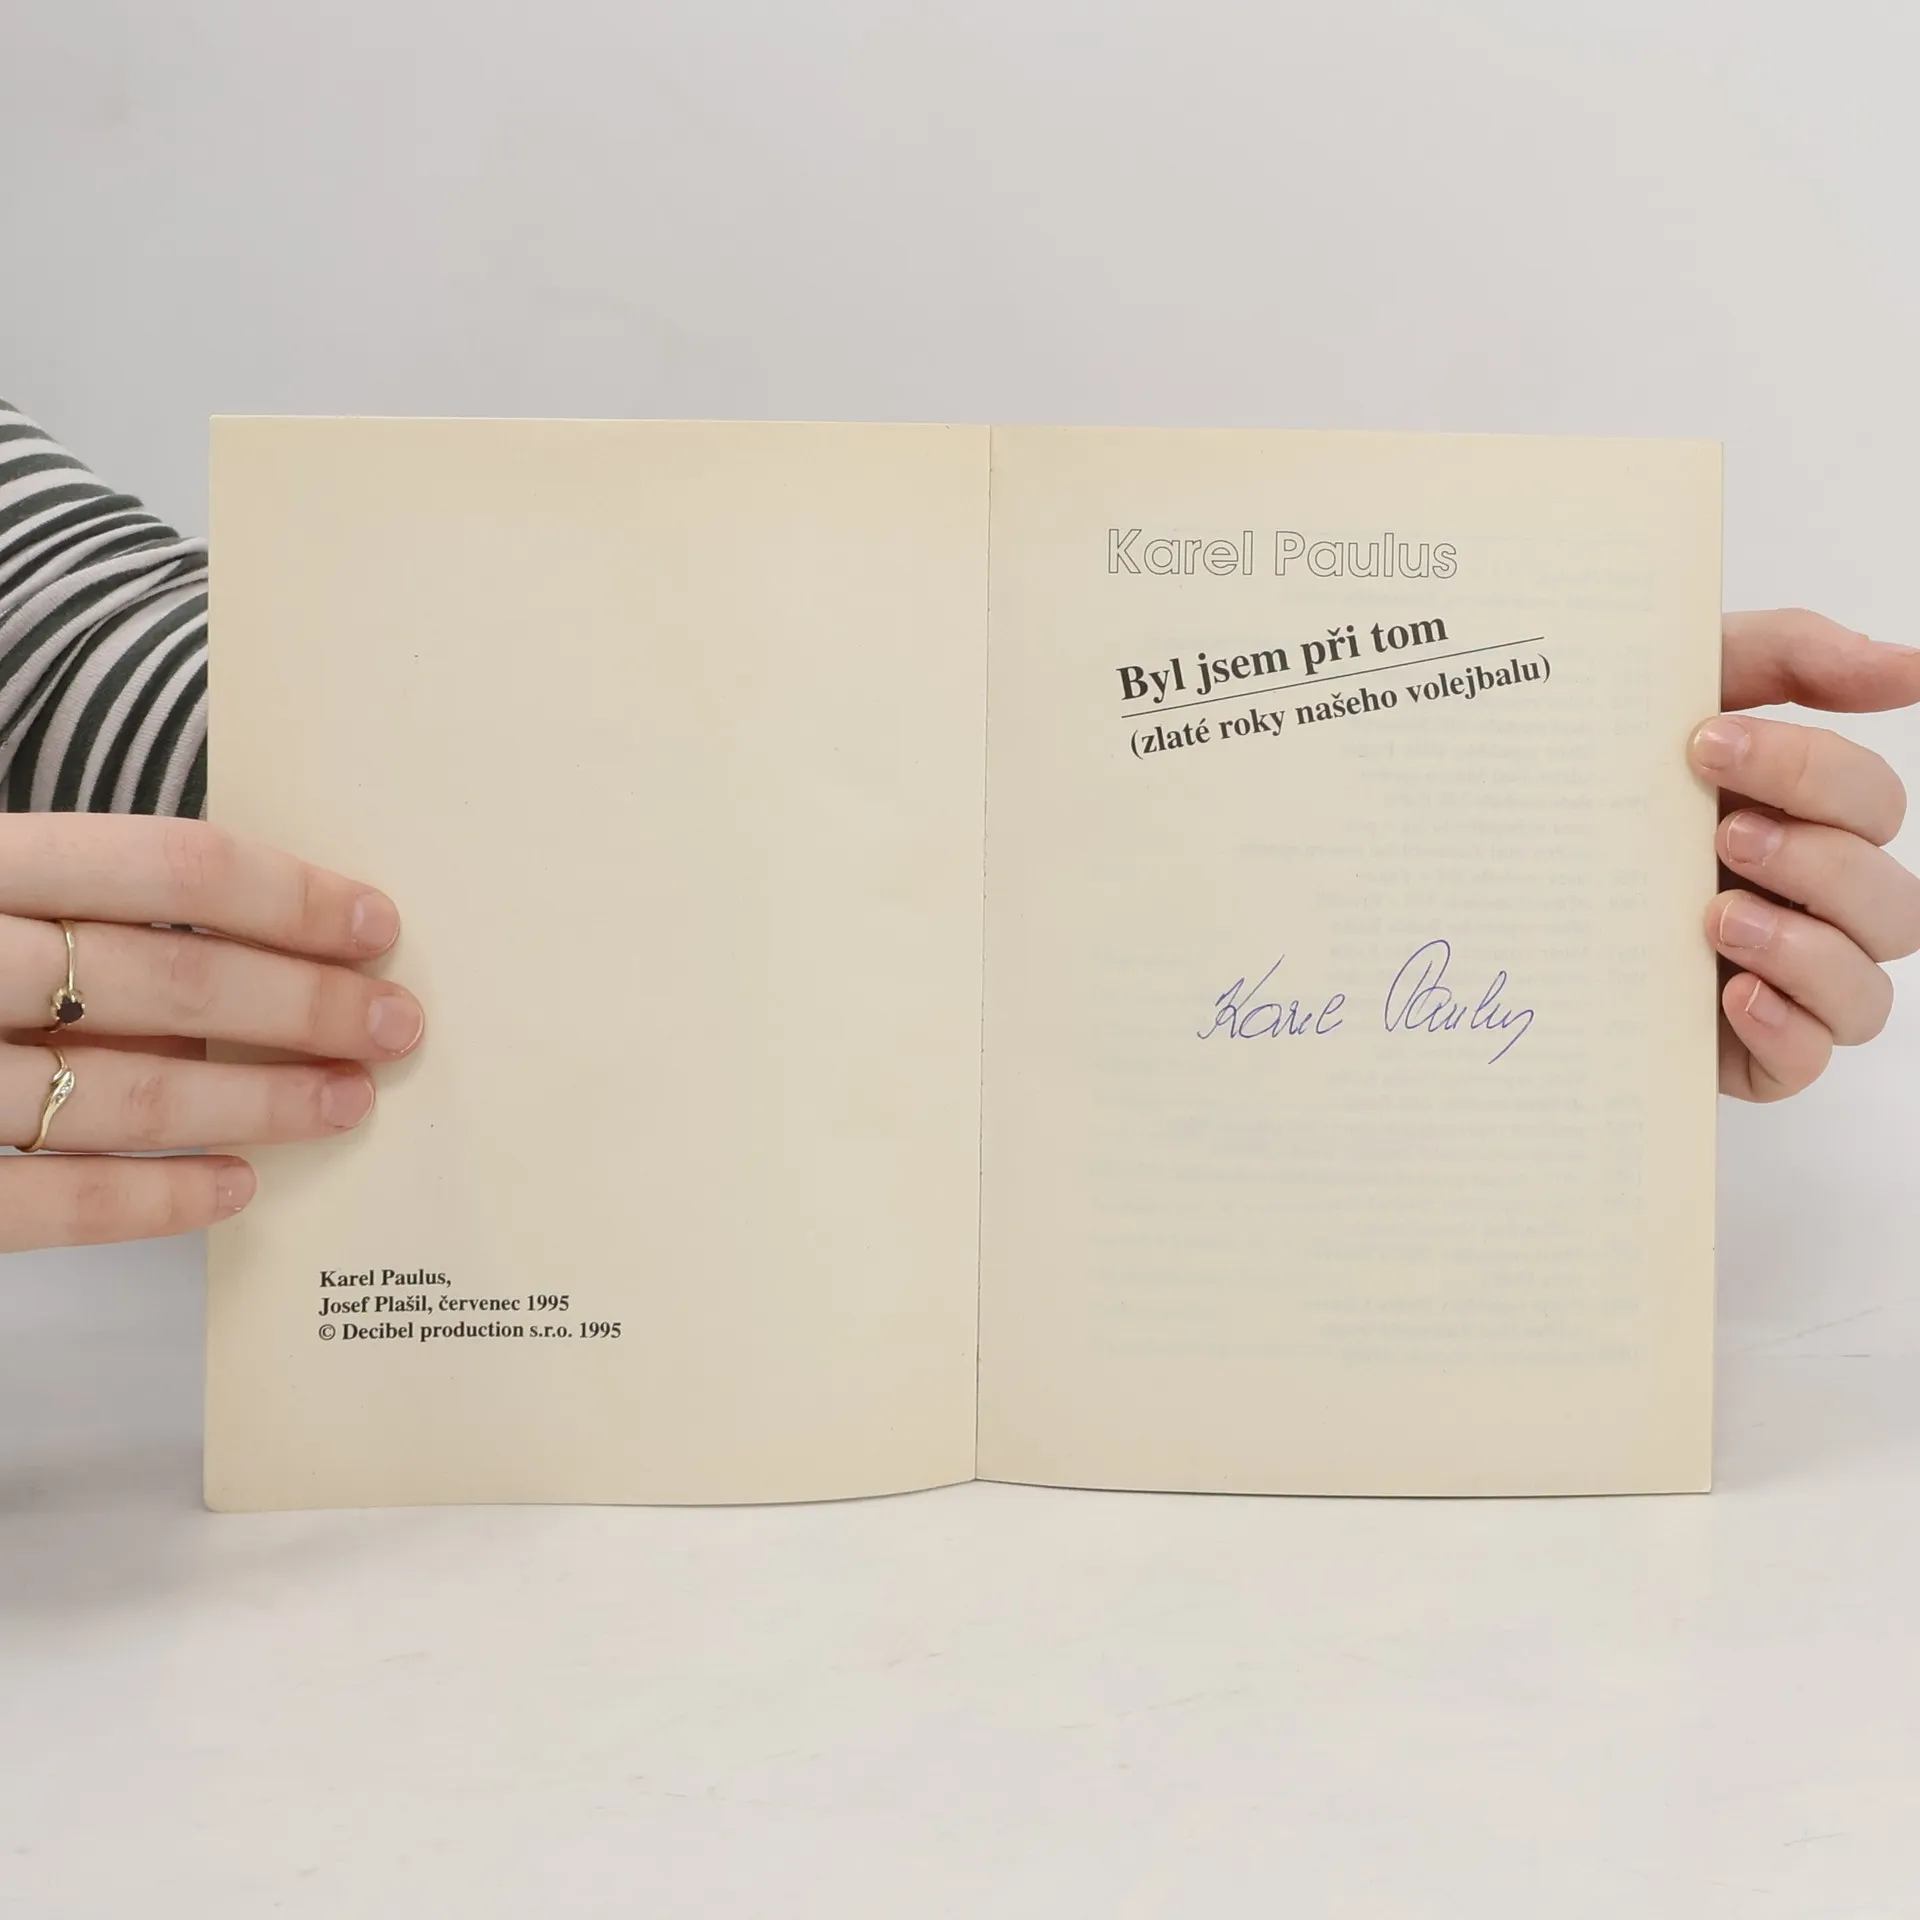 Karel Paulus,
Josef Plašil, červenec 1995
© Decibel production s.r.o. 1995
Karel Paulus
Byl jsem při tom
(zlaté roky našeho volejbalu)
Karel Paulus